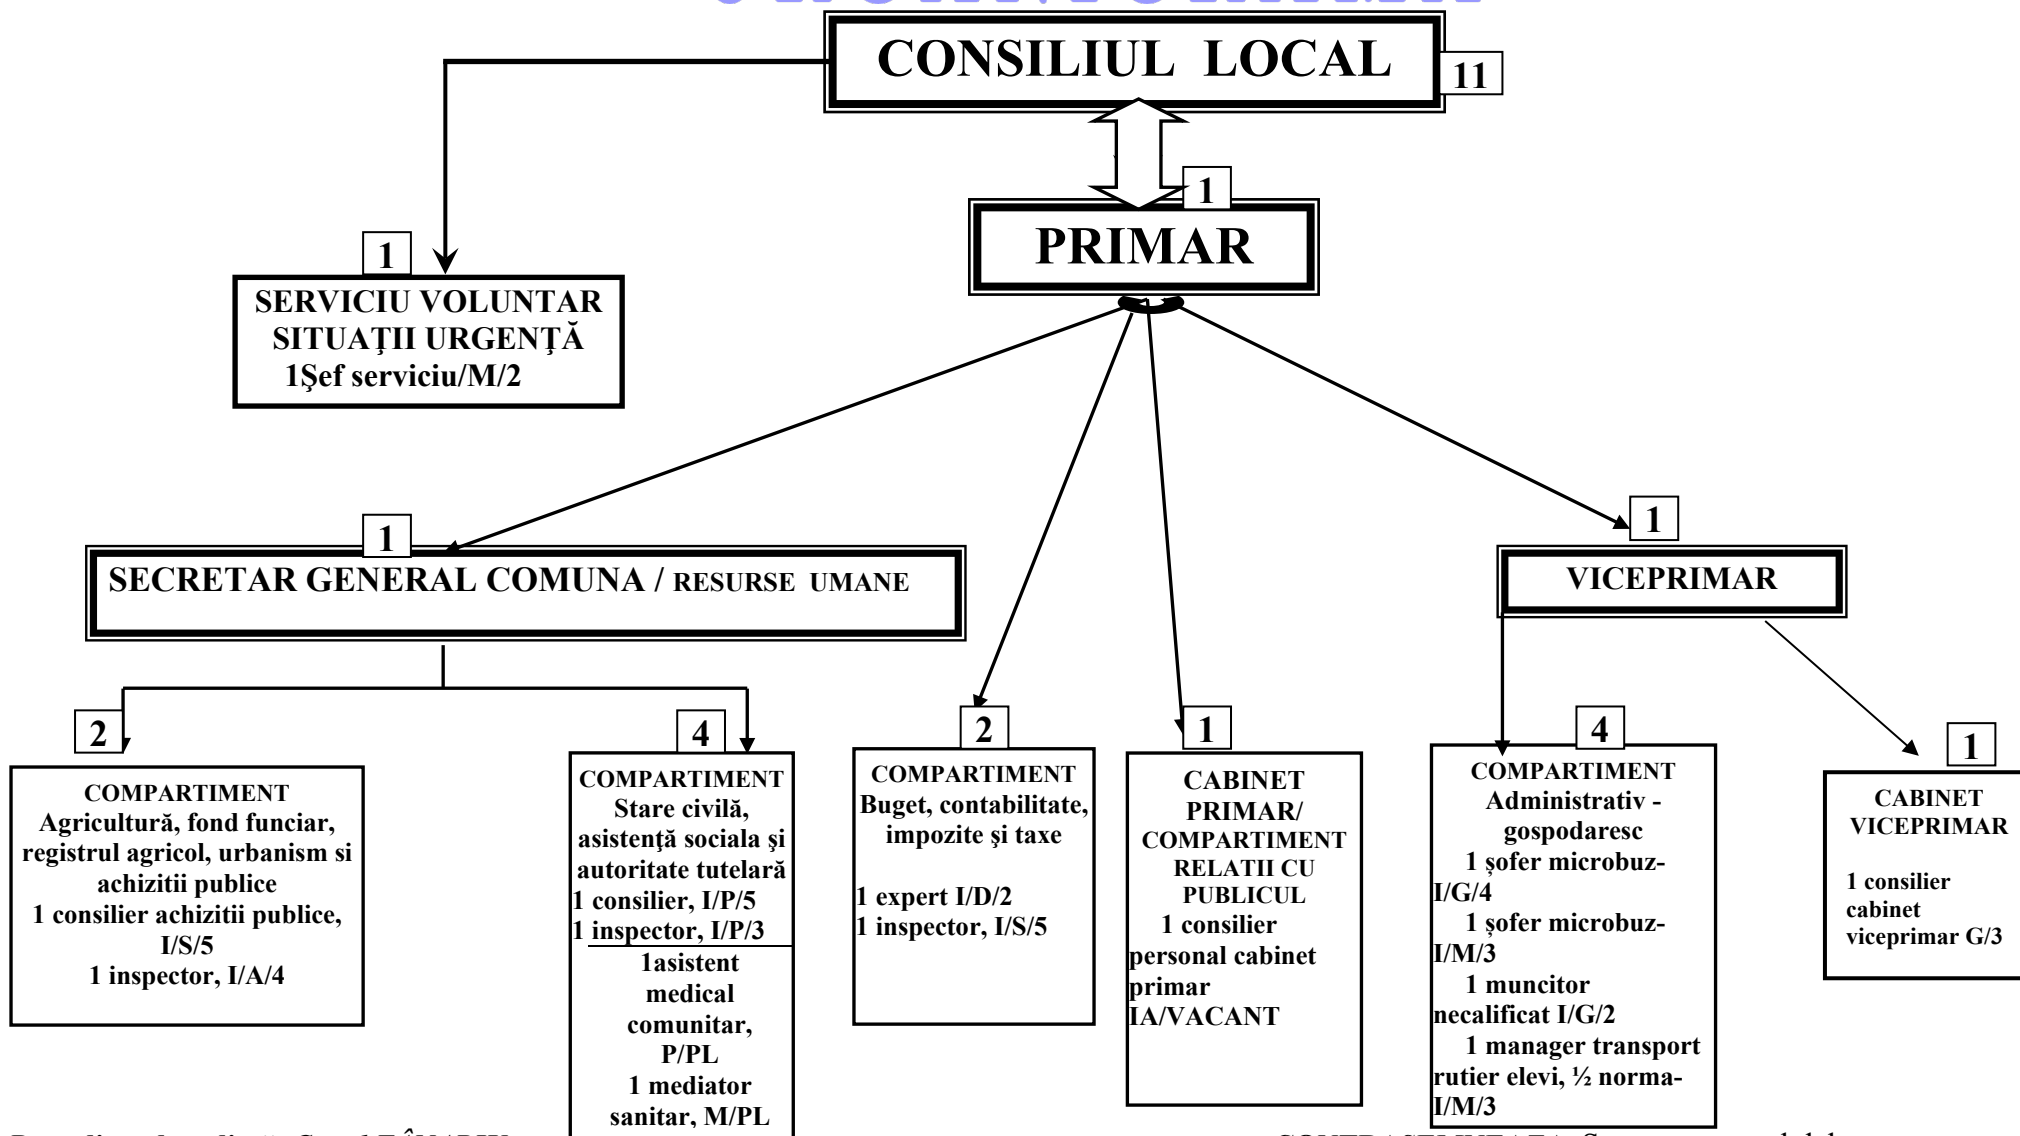 CONSILIUL LOCAL
11
1
PRIMAR
1
SERVICIU VOLUNTAR
SITUAŢII URGENŢĂ
1Şef serviciu/M/2
1
SECRETAR GENERAL COMUNA / RESURSE UMANE
1
VICEPRIMAR
2
COMPARTIMENT
Agricultură, fond funciar,
registrul agricol, urbanism si
achizitii publice
1 consilier achizitii publice,
I/S/5
1 inspector, I/A/4
4
COMPARTIMENT
Stare civilă,
asistenţă sociala şi
autoritate tutelară
1 consilier, I/P/5
1 inspector, I/P/3
1asistent
medical
comunitar,
P/PL
1 mediator
sanitar, M/PL
2
COMPARTIMENT
Buget, contabilitate,
impozite şi taxe
1 expert I/D/2
1 inspector, I/S/5
1
CABINET
PRIMAR/
COMPARTIMENT
RELATII CU
PUBLICUL
1 consilier
personal cabinet
primar
IA/VACANT
4
COMPARTIMENT
Administrativ -
gospodaresc
1 șofer microbuz-
I/G/4
1 șofer microbuz-
I/M/3
1 muncitor
necalificat I/G/2
1 manager transport
rutier elevi, ½ norma-
I/M/3
1
CABINET
VICEPRIMAR
1 consilier
cabinet
viceprimar G/3